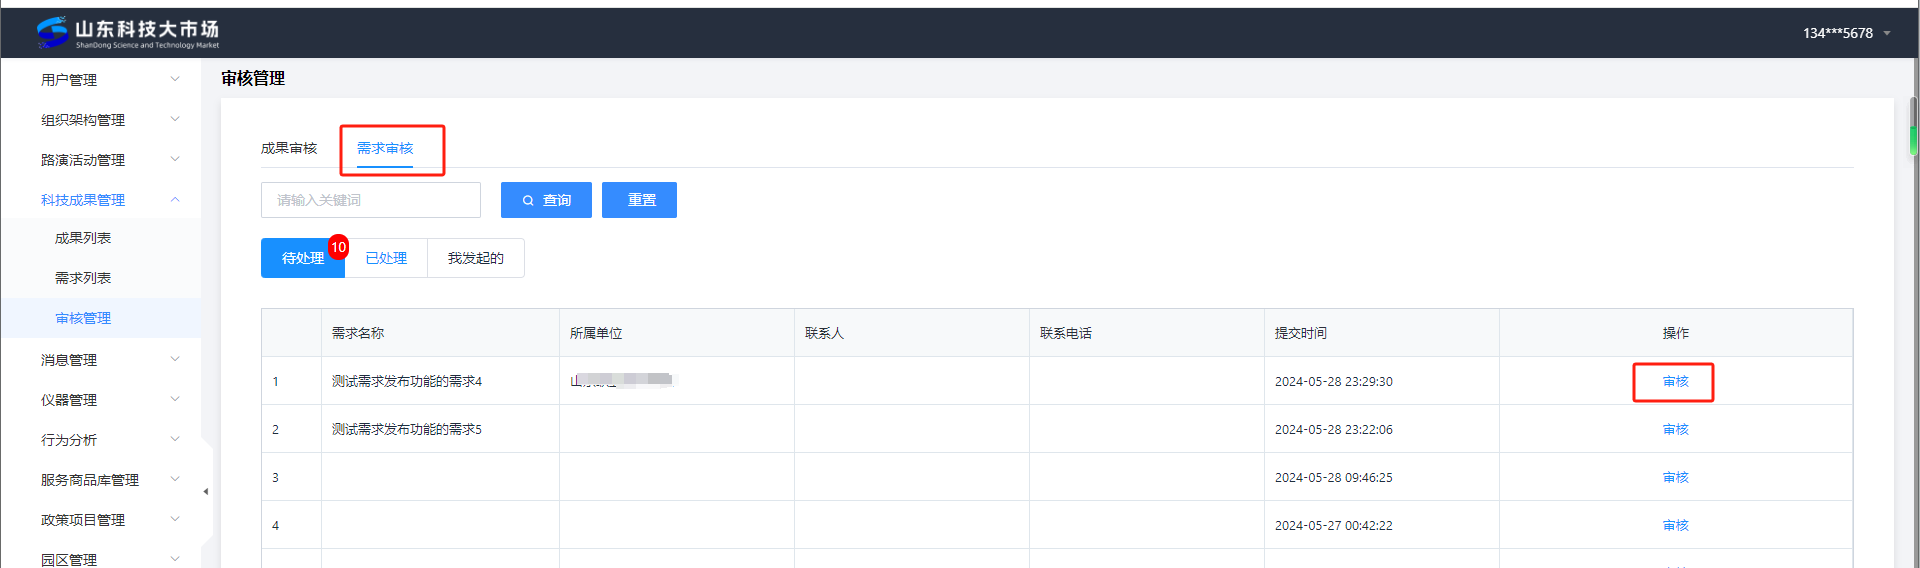 山东科技大市场
ShanDong Science and Technology Market
134***5678
用户管理
组织架构管理
路演活动管理
科技成果管理
成果列表
需求列表
审核管理
消息管理
仪器管理
行为分析
服务商品库管理
政策项目管理
园区管理
审核管理
成果审核 需求审核
请输入关键词 查询 重置
待处理 10 已处理 我发起的
需求名称 所属单位 联系人 联系电话 提交时间 操作
1 测试需求发布功能的需求4 2024-05-28 23:29:30 审核
2 测试需求发布功能的需求5 2024-05-28 23:22:06 审核
3 2024-05-28 09:46:25 审核
4 2024-05-27 00:42:22 审核